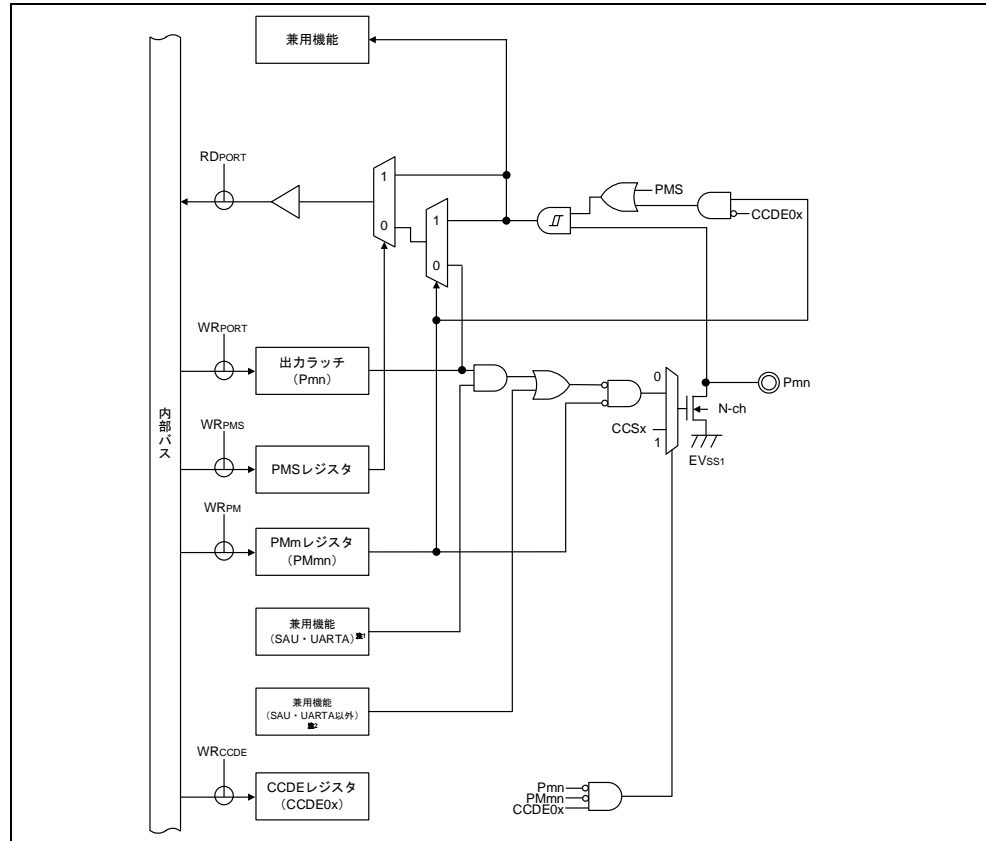 兼用機能
RDPORT
1
0
1
0
PMS
CCDE0x
WRPORT
出力ラッチ
(Pmn)
0
CCSx
1
Pmn
N-ch
EVSS1
内部バス
WRPMS
PMSレジスタ
WRPM
PMmレジスタ
(PMmn)
兼用機能
(SAU・UARTA)注1
兼用機能
(SAU・UARTA以外)
注2
WRCCDE
CCDEレジスタ
(CCDE0x)
Pmn
PMmn
CCDE0x